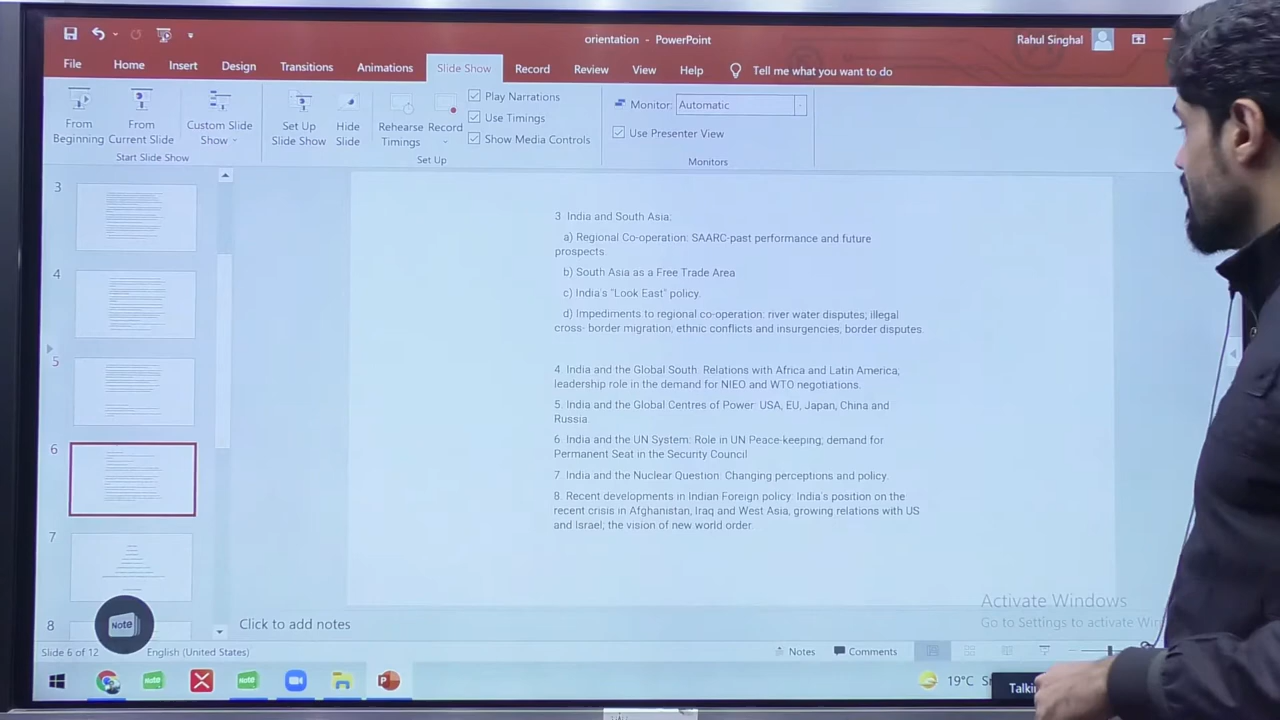 orientation - PowerPoint
Rahul Singhal
File Home Insert Design Transitions Animations Slide Show Record Review View Help Tell me what you want to do
From Beginning
From Current Slide
Custom Slide Show
Start Slide Show
Set Up Slide Show
Hide Slide
Rehearse Timings
Record
Play Narrations
Use Timings
Show Media Controls
Set Up
Monitor: Automatic
Use Presenter View
Monitors
3
4
5
6
7
8
3 India and South Asia:
a) Regional Co-operation: SAARC-past performance and future
prospects
b) South Asia as a Free Trade Area
c) India's "Look East" policy.
d) Impediments to regional co-operation: river water disputes; illegal
cross- border migration, ethnic conflicts and insurgencies, border disputes.
4 India and the Global South Relations with Africa and Latin America;
leadership role in the demand for NIEO and WTO negotiations.
5. India and the Global Centres of Power: USA, EU, Japan, China and
Russia.
6 India and the UN System: Role in UN Peace-keeping; demand for
Permanent Seat in the Security Council
7 India and the Nuclear Question: Changing perceptions and policy.
8. Recent developments in Indian Foreign policy: India's position on the
recent crisis in Afghanistan, Iraq and West Asia, growing relations with US
and Israel; the vision of new world order.
Activate Windows
Go to Settings to activate
Note
Click to add notes
Slide 6 of 12 English (United States) Notes Comments
Note
Note
19°C